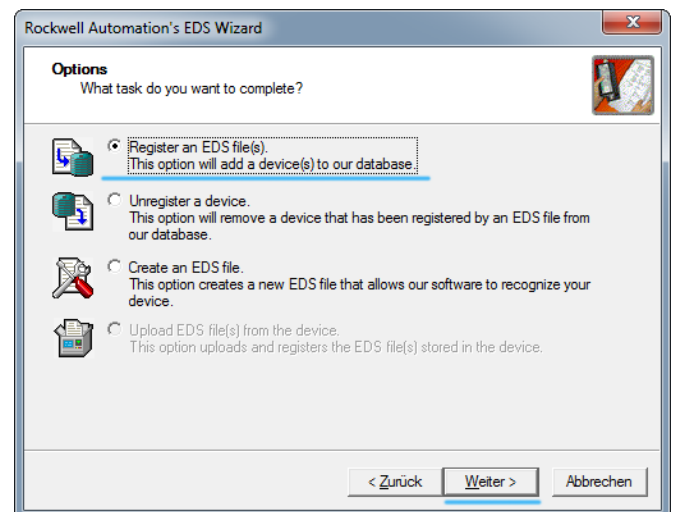 Rockwell Automation's EDS Wizard
Options
What task do you want to complete?
Register an EDS file(s).
This option will add a device(s) to our database.
Unregister a device.
This option will remove a device that has been registered by an EDS file from
our database.
Create an EDS file.
This option creates a new EDS file that allows our software to recognize your
device.
Upload EDS file(s) from the device.
This option uploads and registers the EDS file(s) stored in the device.
< Zurück Weiter > Abbrechen